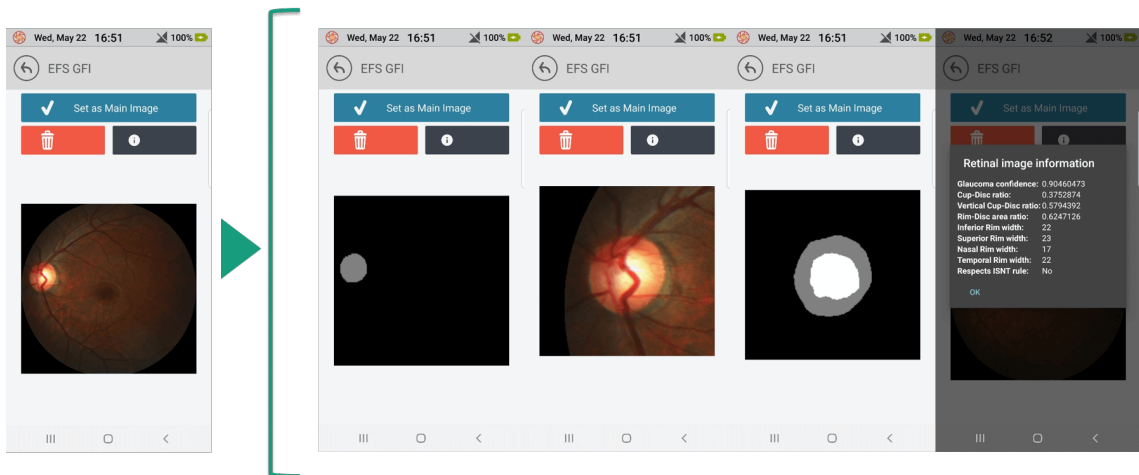 Wed, May 22 16:51 100%
EFS GFI
Set as Main Image
Wed, May 22 16:51 100%
EFS GFI
Set as Main Image
Wed, May 22 16:51 100%
EFS GFI
Set as Main Image
Wed, May 22 16:51 100%
EFS GFI
Set as Main Image
Wed, May 22 16:52 100%
EFS GFI
Set as Main Image
Retinal image information
Glaucoma confidence: 0.90460473
Cup-Disc ratio: 0.3752874
Vertical Cup-Disc ratio: 0.5794392
Rim-Disc area ratio: 0.6247126
Inferior Rim width: 22
Superior Rim width: 23
Nasal Rim width: 17
Temporal Rim width: 22
Respects ISNT rule: No
OK